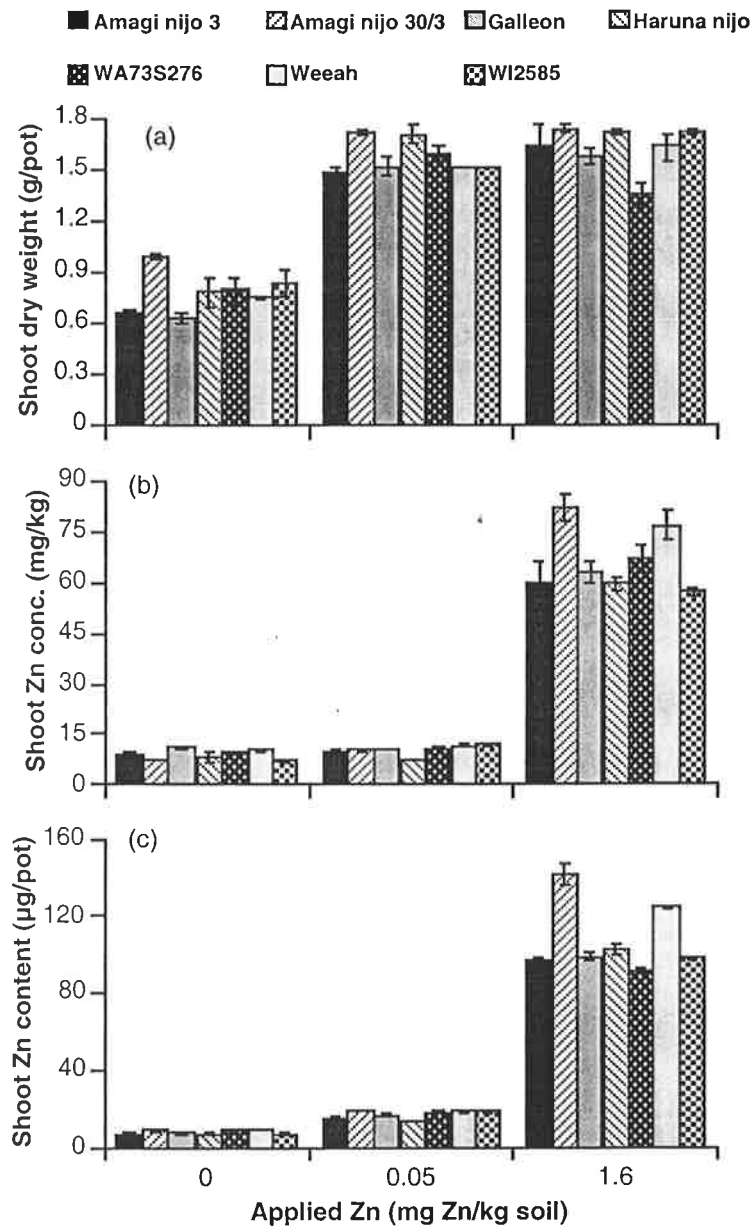 Amagi nijo 3 Amagi nijo 30/3 Galleon Haruna nijo
WA73S276 Weeah WI2585
(a)
Shoot dry weight (g/pot)
1.8
1.5
1.2
0.9
0.6
0.3
0
(b)
Shoot Zn conc. (mg/kg)
90
75
60
45
30
15
0
(c)
Shoot Zn content (µg/pot)
160
120
80
40
0
0 0.05 1.6
Applied Zn (mg Zn/kg soil)